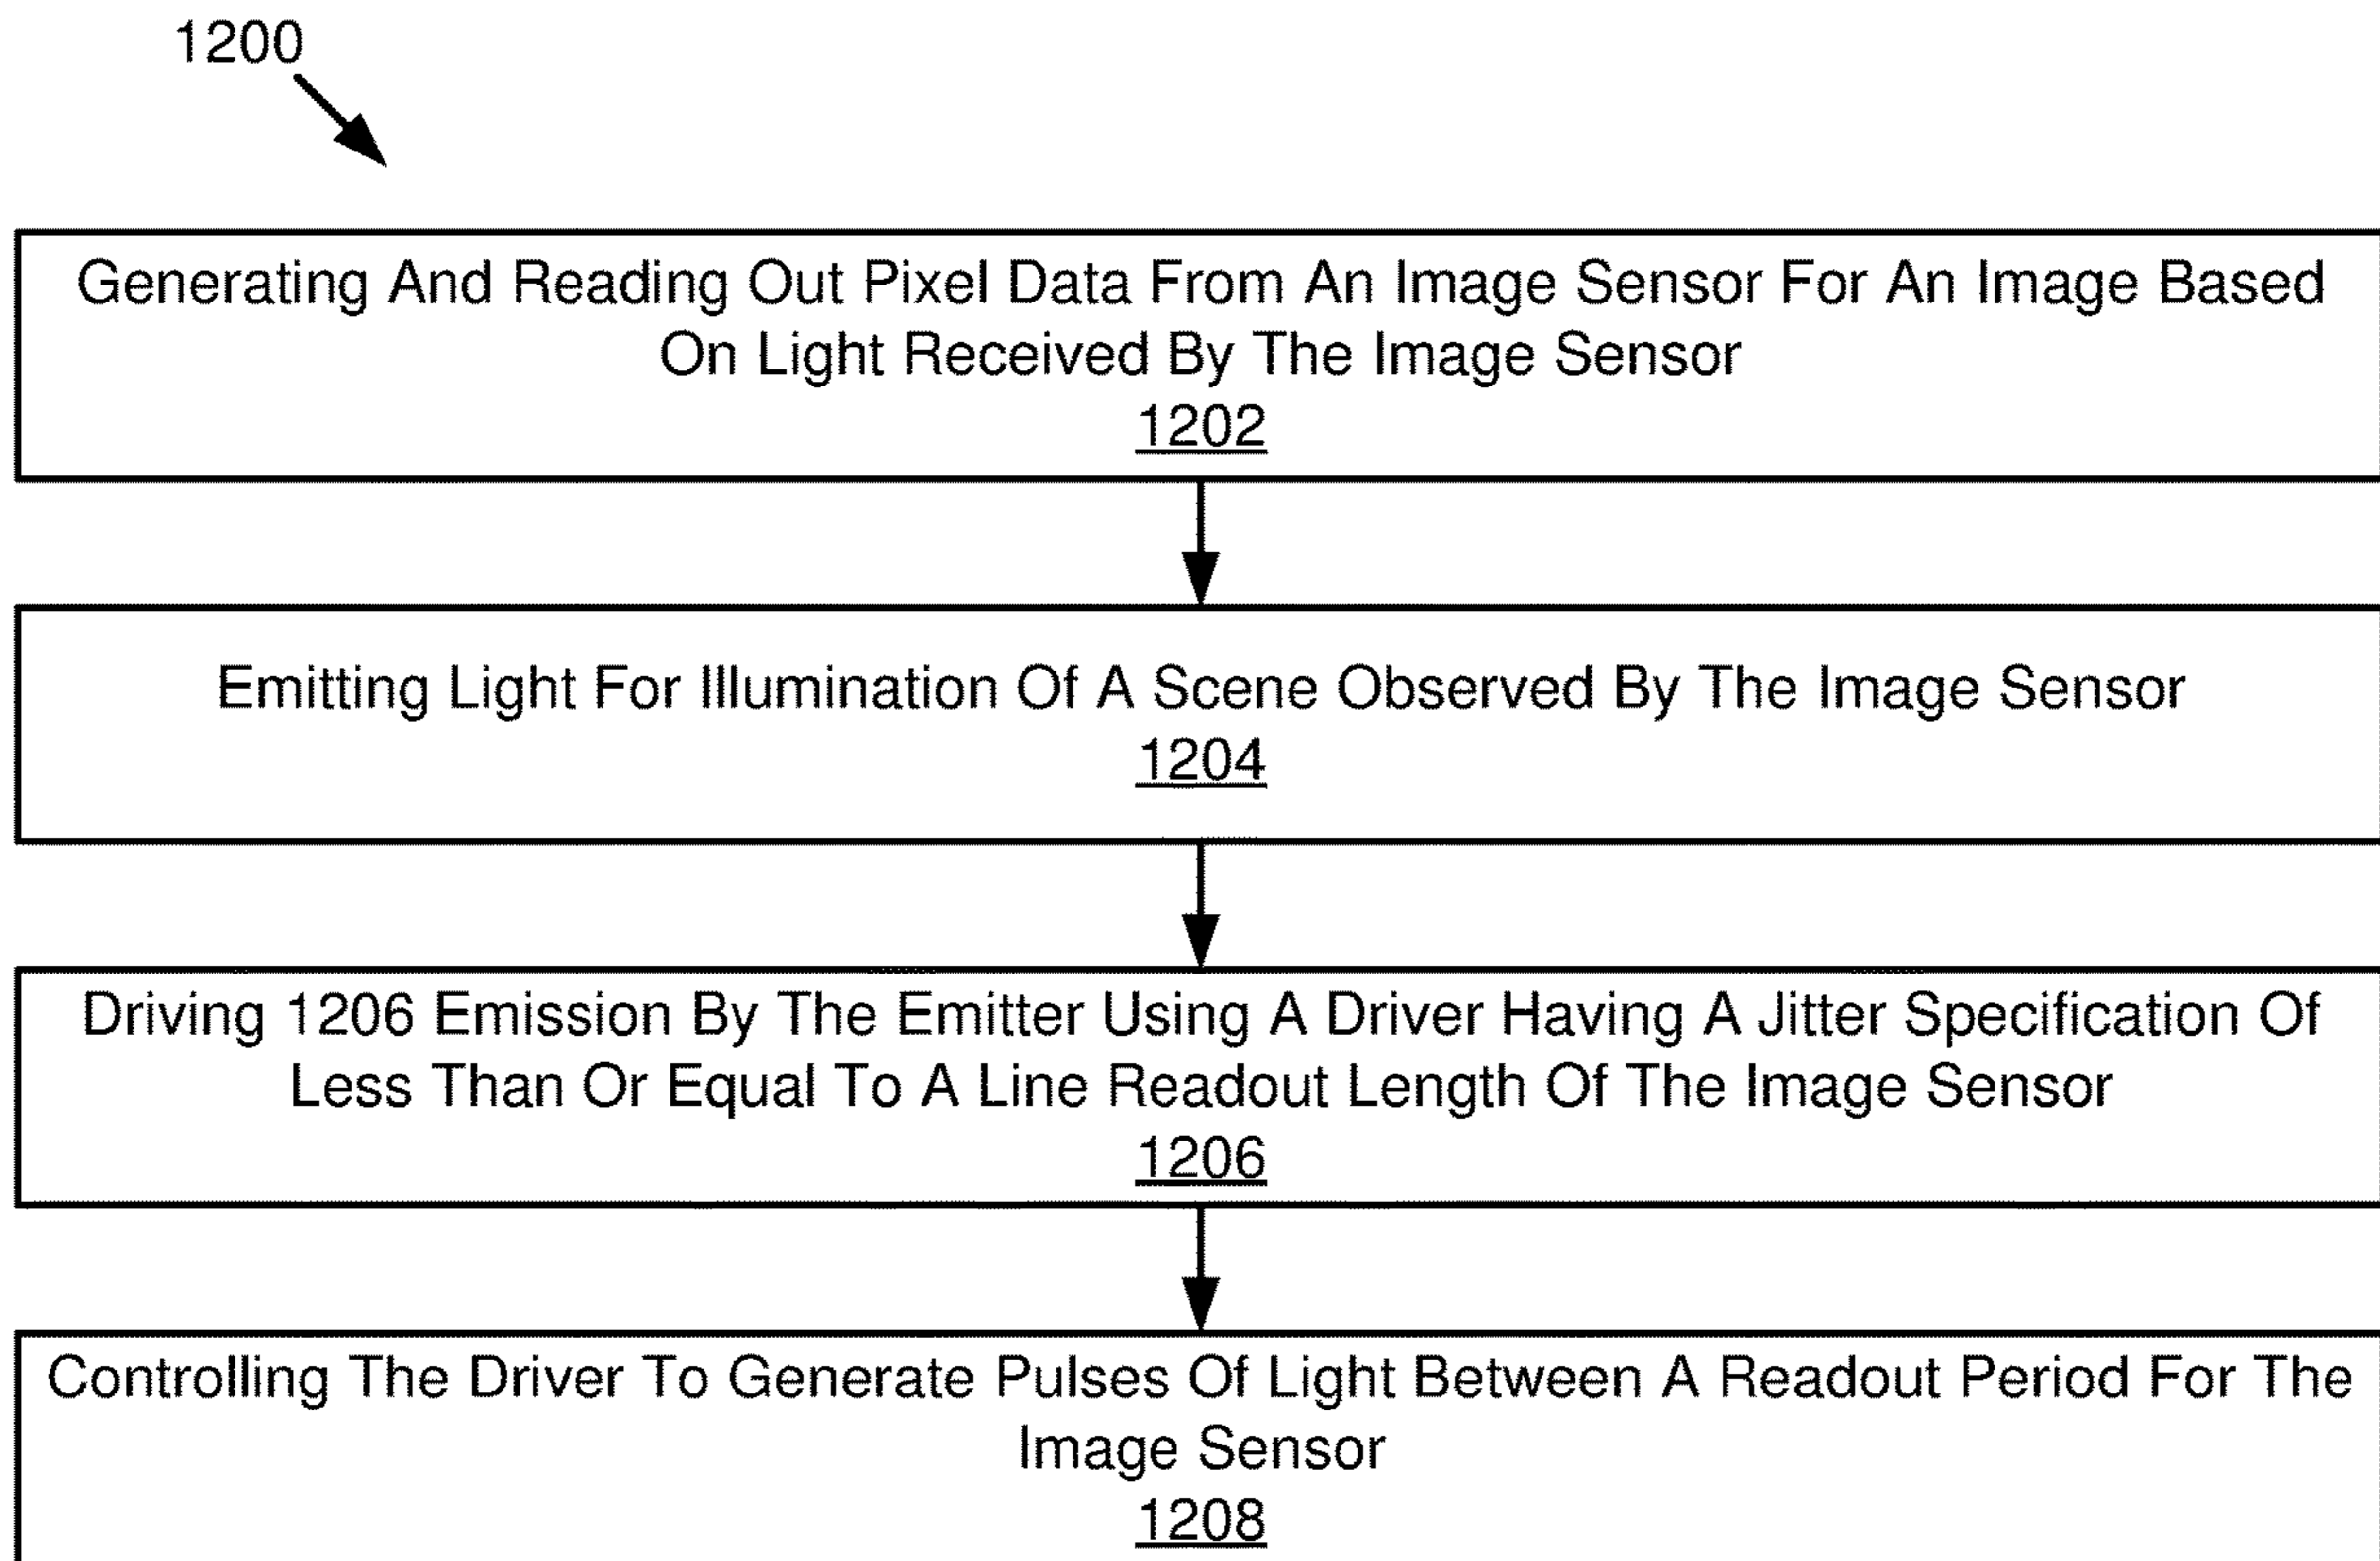 1200
Generating And Reading Out Pixel Data From An Image Sensor For An Image Based
On Light Received By The Image Sensor
1202
Emitting Light For Illumination Of A Scene Observed By The Image Sensor
1204
Driving 1206 Emission By The Emitter Using A Driver Having A Jitter Specification Of
Less Than Or Equal To A Line Readout Length Of The Image Sensor
1206
Controlling The Driver To Generate Pulses Of Light Between A Readout Period For The
Image Sensor
1208